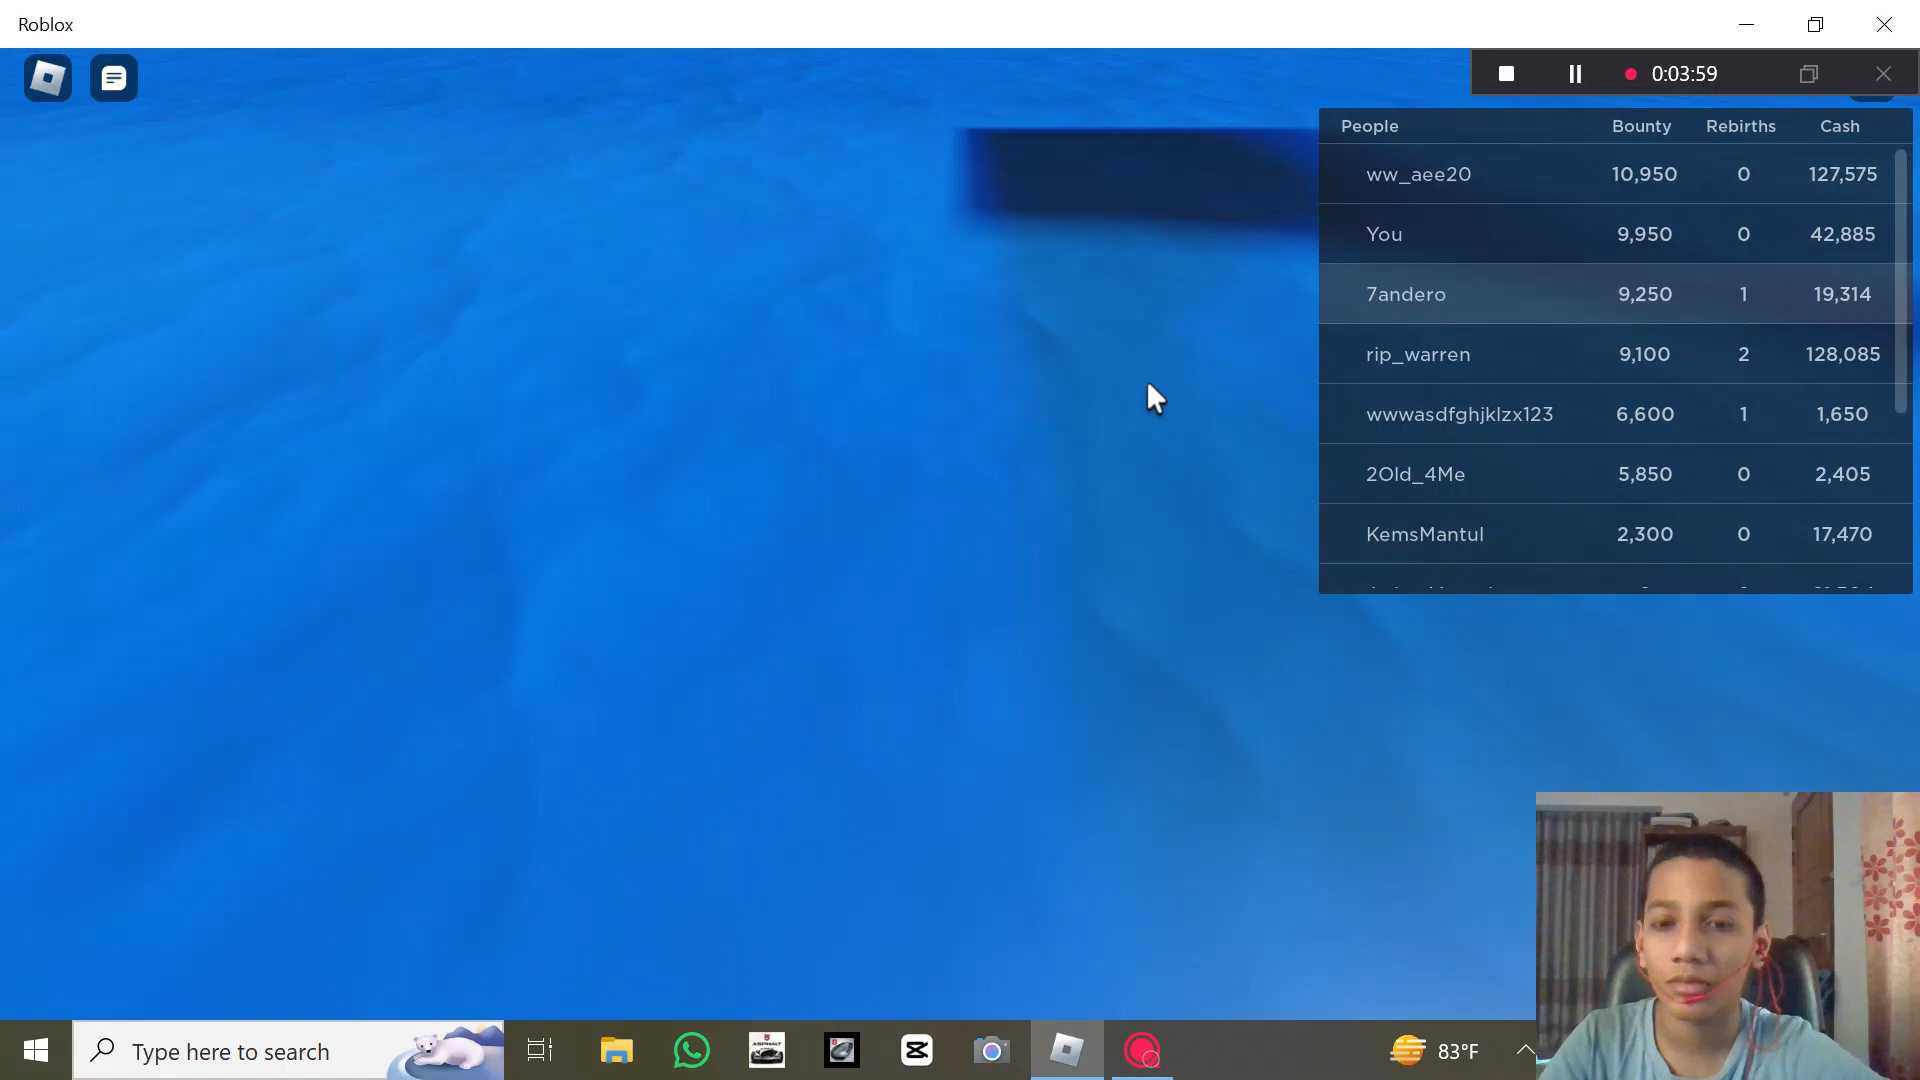 Roblox
0:03:59
People Bounty Rebirths Cash
ww_aee20 10,950 0 127,575
You 9,950 0 42,885
7andero 9,250 1 19,314
rip_warren 9,100 2 128,085
wwwasdfghjklzx123 6,600 1 1,650
2Old_4Me 5,850 0 2,405
KemsMantul 2,300 0 17,470
Type here to search
ASPHALT
83°F